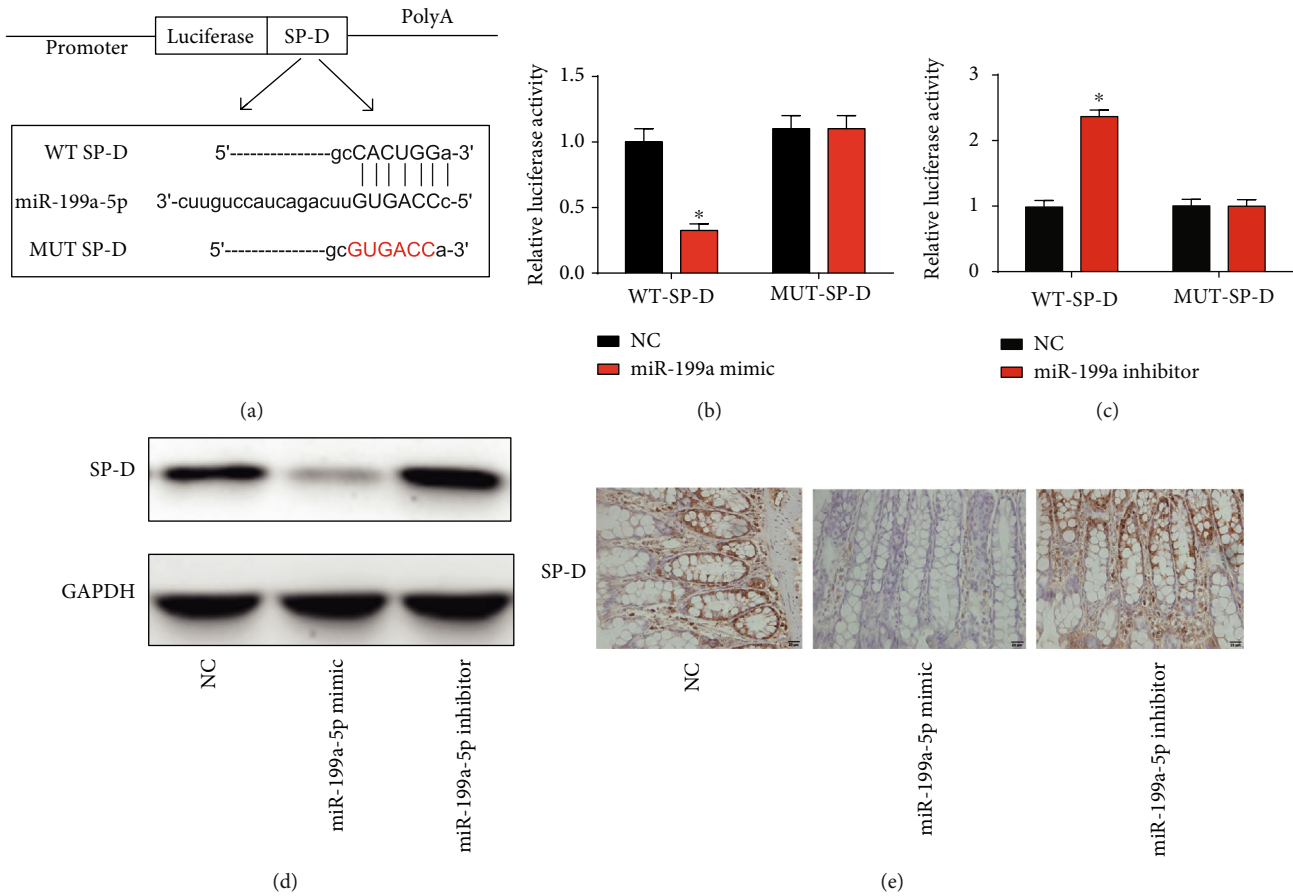 Promoter
Luciferase
SP-D
PolyA
WT SP-D 5'---------------gcCACUGGa-3'
miR-199a-5p 3'-cuuguccaucagacuuGUGACCc-5'
MUT SP-D 5'---------------gcGUGACCa-3'
(a)
Relative luciferase activity
1.5
1.0
0.5
0.0
*
WT-SP-D MUT-SP-D
NC
miR-199a mimic
(b)
Relative luciferase activity
3
2
1
0
*
WT-SP-D MUT-SP-D
NC
miR-199a inhibitor
(c)
SP-D
GAPDH
NC
miR-199a-5p mimic
miR-199a-5p inhibitor
(d)
SP-D
NC
miR-199a-5p mimic
miR-199a-5p inhibitor
(e)